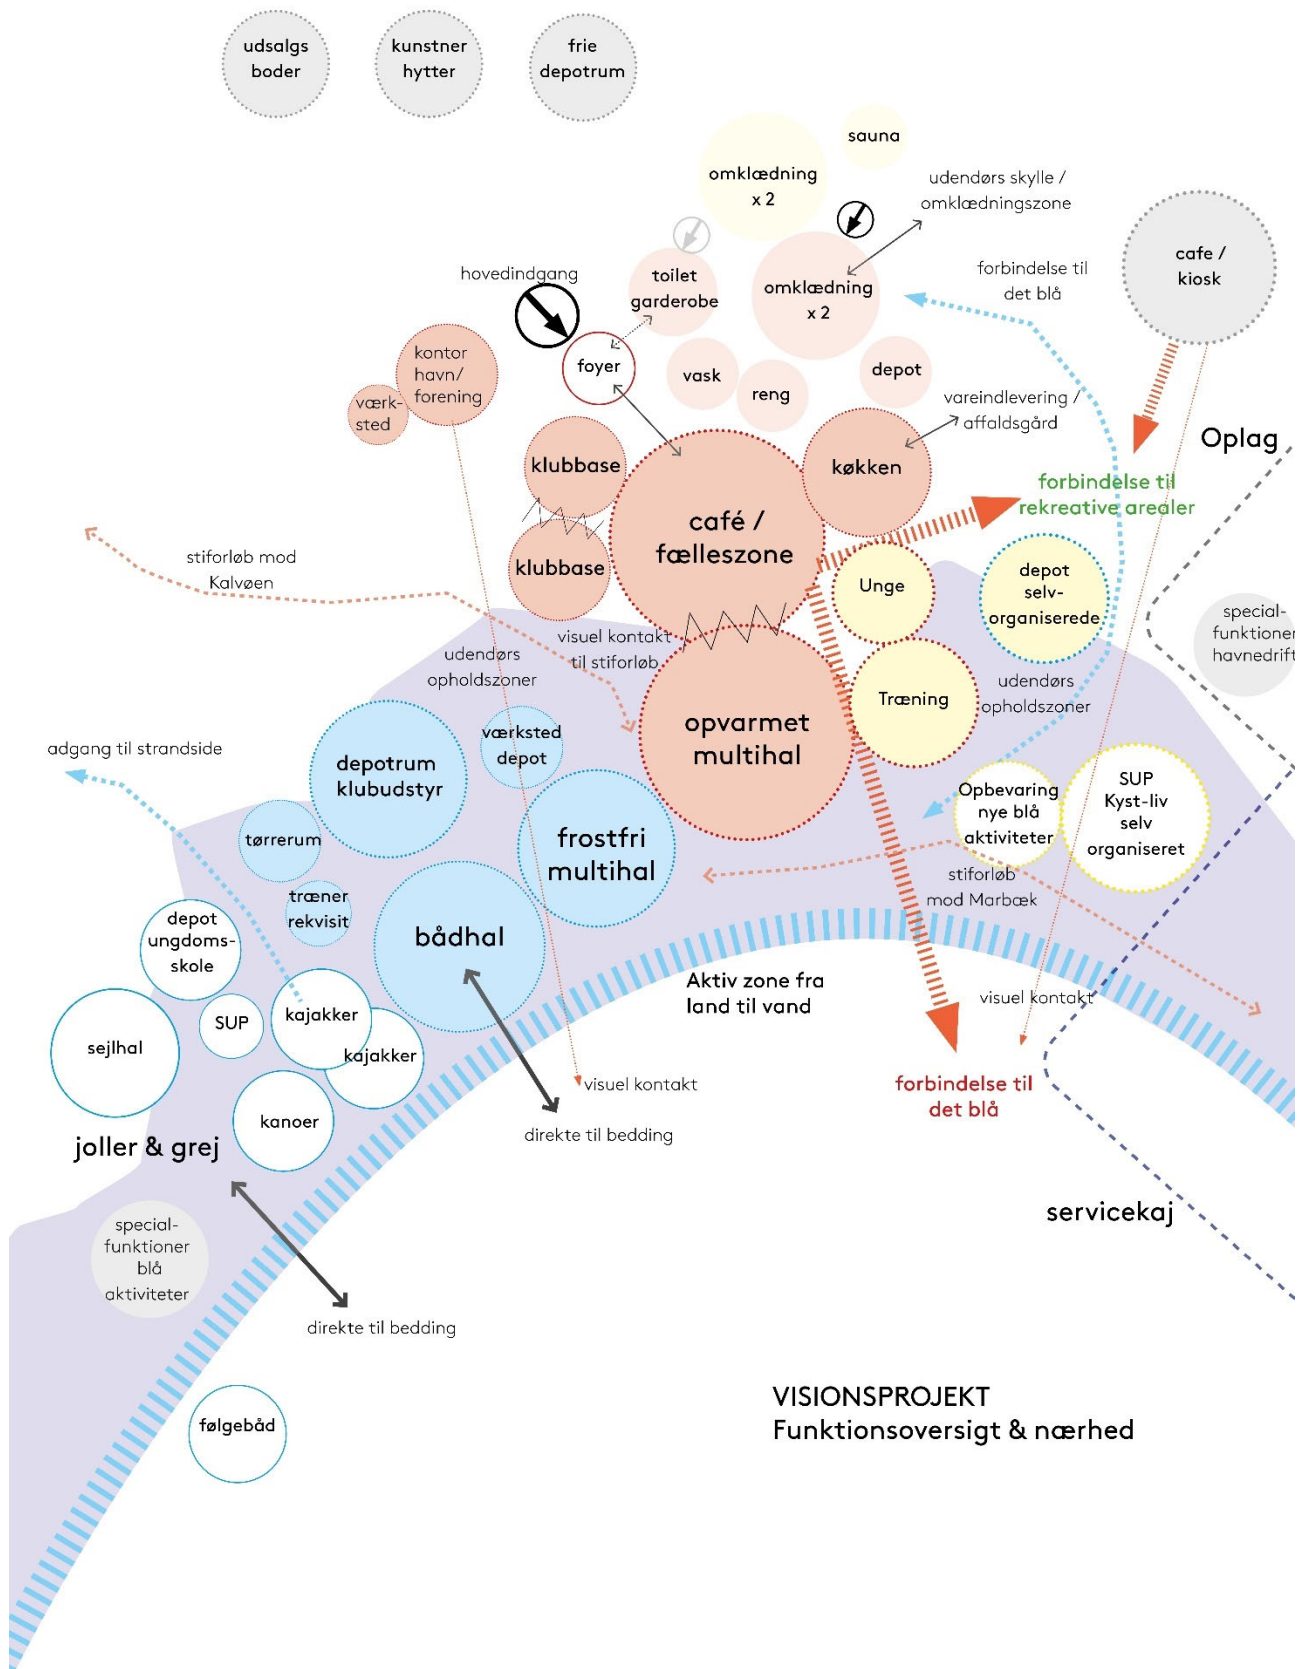 udsalgs
boder
kunstner
hytter
frie
depotrum
sauna
omklædning
x 2
udendørs skylle /
omklædningszone
cafe /
kiosk
hovedindgang
toilet
garderobe
omklædning
x 2
forbindelse til
det blå
kontor
havn/
forening
foyer
værk-
sted
vask
reng
depot
vareindlevering /
affaldsgård
Oplag
klubbase
køkken
forbindelse til
rekreative arealer
café /
fælleszone
stiforløb mod
Kalvøen
klubbase
Unge
depot
selv-
organiserede
special-
funktioner
havnedrift
visuel kontakt
til stiforløb
udendørs
opholdszoner
Træning
udendørs
opholdszoner
opvarmet
multihal
adgang til strandside
værksted
depot
depotrum
klubudstyr
Opbevaring
nye blå
aktiviteter
SUP
Kyst-liv
selv
organiseret
tørrerum
frostfri
multihal
træner
rekvisit
stiforløb
mod Marbæk
depot
ungdoms-
skole
bådhal
Aktiv zone fra
land til vand
visuel kontakt
SUP
kajakker
kajakker
sejlhal
visuel kontakt
forbindelse til
det blå
kanoer
direkte til bedding
joller & grej
servicekaj
special-
funktioner
blå
aktiviteter
direkte til bedding
følgebåd
VISIONSPROJEKT
Funktionsoversigt & nærhed